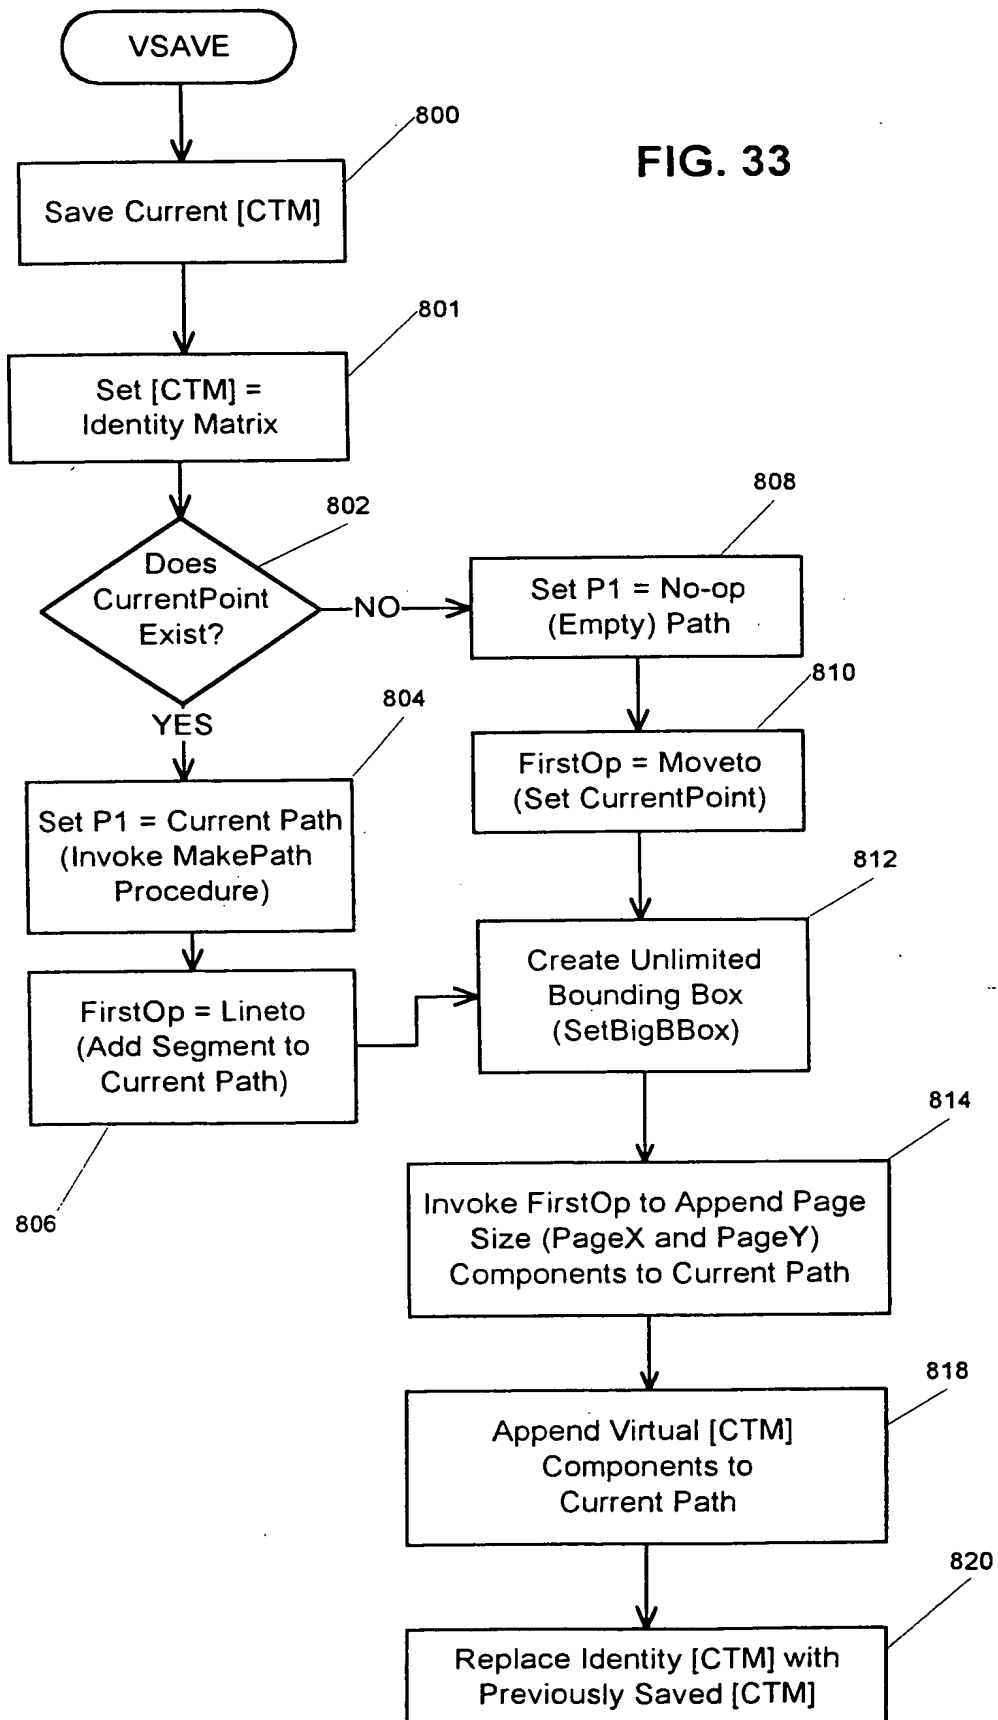 VSAVE
800
FIG. 33
Save Current [CTM]
801
Set [CTM] =
Identity Matrix
802
Does
CurrentPoint
Exist?
NO
YES
808
Set P1 = No-op
(Empty) Path
810
FirstOp = Moveto
(Set CurrentPoint)
804
Set P1 = Current Path
(Invoke MakePath
Procedure)
FirstOp = Lineto
(Add Segment to
Current Path)
806
812
Create Unlimited
Bounding Box
(SetBigBBox)
814
Invoke FirstOp to Append Page
Size (PageX and PageY)
Components to Current Path
818
Append Virtual [CTM]
Components to
Current Path
820
Replace Identity [CTM] with
Previously Saved [CTM]